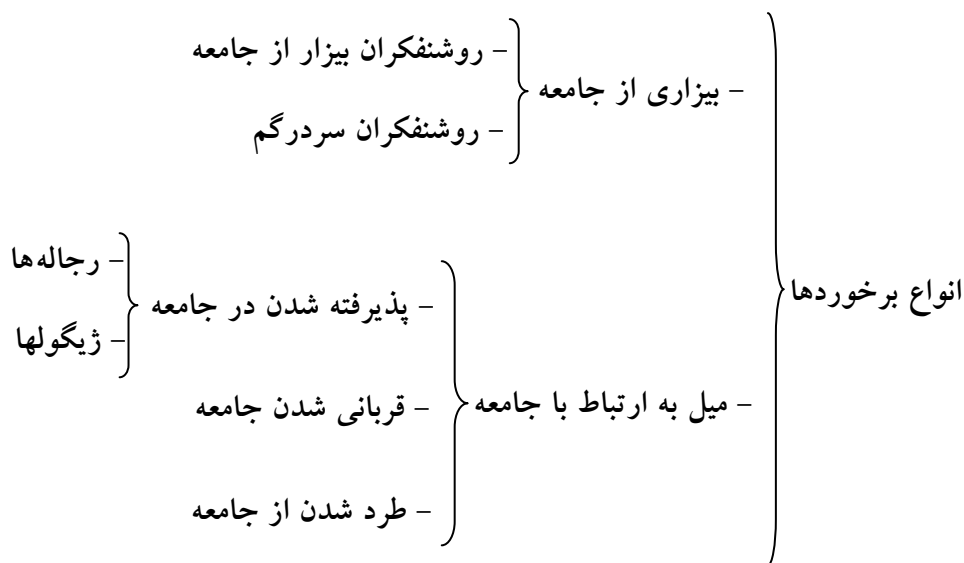 انواع برخوردها
– بیزاری از جامعه
– روشنفکران بیزار از جامعه
– روشنفکران سردرگم
– میل به ارتباط با جامعه
– پذیرفته شدن در جامعه
– رجاله‌ها
– ژیگولها
– قربانی شدن جامعه
– طرد شدن از جامعه